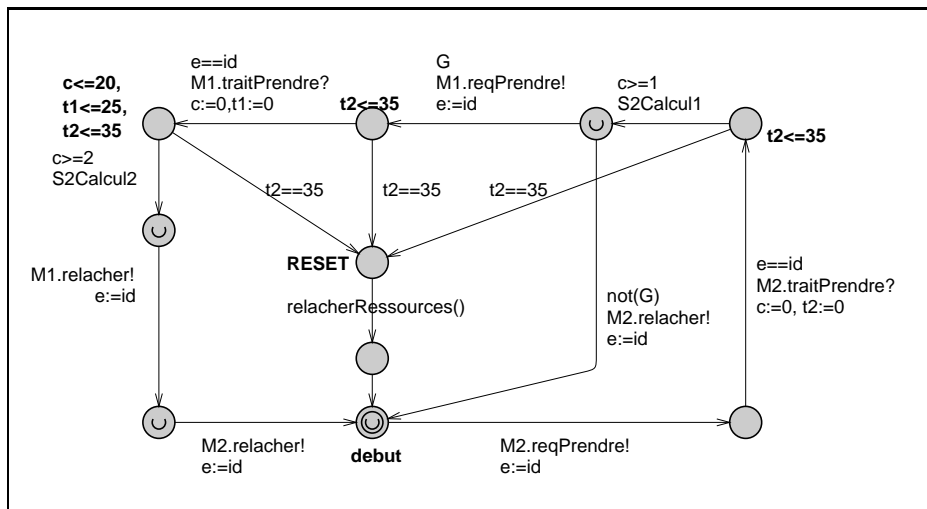 e==id
M1.traitPrendre?
c:=0,t1:=0
G
M1.reqPrendre!
e:=id
c>=1
S2Calcul1
c<=20,
t1<=25,
t2<=35
t2<=35
t2<=35
c>=2
S2Calcul2
t2==35
t2==35
t2==35
RESET
M1.relacher!
e:=id
relacherRessources()
not(G)
M2.relacher!
e:=id
e==id
M2.traitPrendre?
c:=0, t2:=0
M2.relacher!
e:=id
debut
M2.reqPrendre!
e:=id